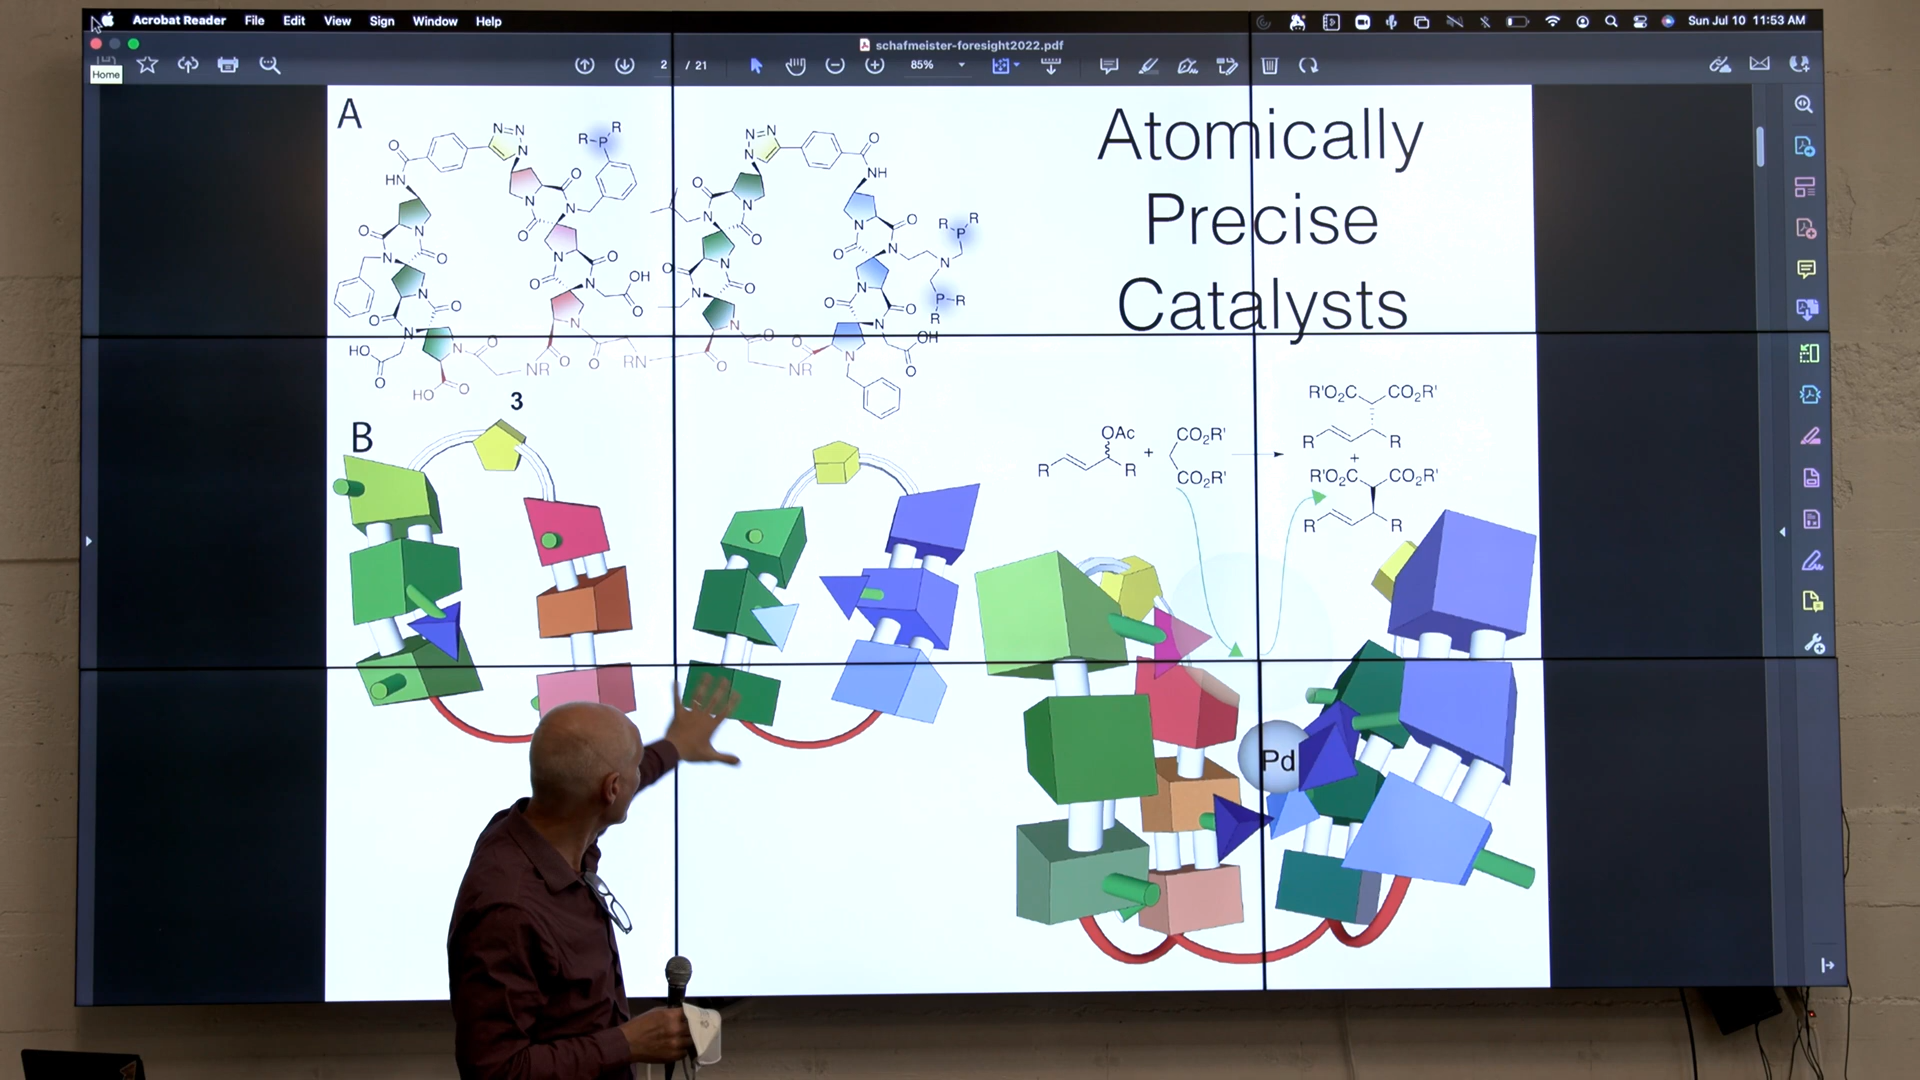 Acrobat Reader File Edit View Sign Window Help
Sun Jul 10 11:53 AM
schafmeister-foresight2022.pdf
Home
2 / 21
85%
A
Atomically
Precise
Catalysts
N=N
N
R
P
R
O
HN
O
N
O
N
O
N
O
N
O
HO
O
HO
O
N
O
NR
O
N
O
O
N
N
O
O
N
OH
O
N
O
RN
3
N=N
N
O
NH
O
N
O
N
O
N
O
N
O
NR
R
P
R
N
P
R
R
OH
O
N
B
OAc
R
R
+
CO₂R'
CO₂R'
R'O₂C
CO₂R'
R
R
+
R'O₂C
CO₂R'
R
R
Pd